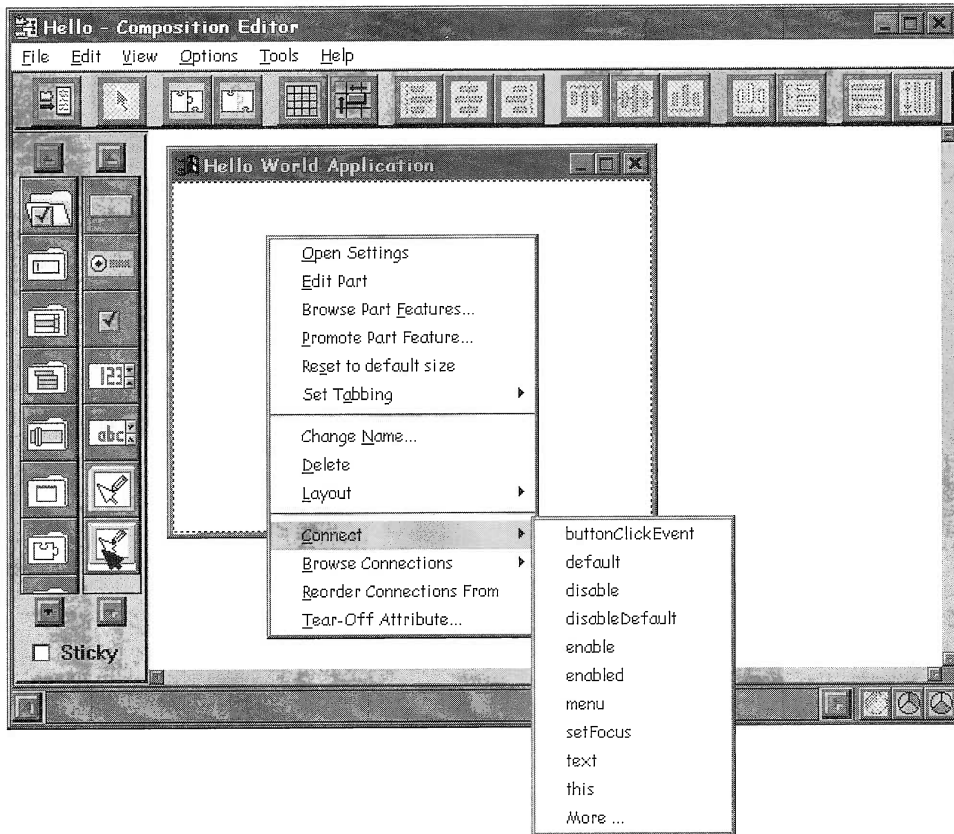 Hello - Composition Editor
File Edit View Options Tools Help
Hello World Application
Open Settings
Edit Part
Browse Part Features...
Promote Part Feature...
Reset to default size
Set Tabbing
Change Name...
Delete
Layout
Connect
Browse Connections
Reorder Connections From
Tear-Off Attribute...
buttonClickEvent
default
disable
disableDefault
enable
enabled
menu
setFocus
text
this
More ...
123
abc
Sticky